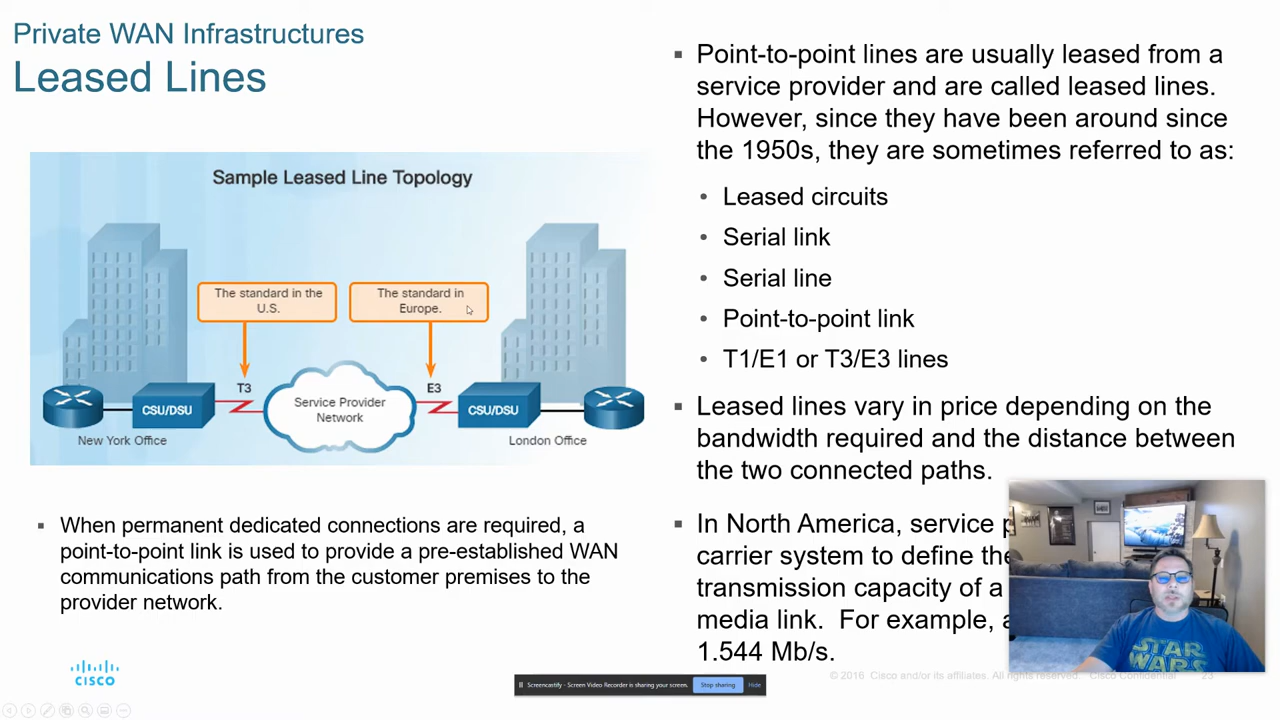 Private WAN Infrastructures
Leased Lines
Sample Leased Line Topology
The standard in the
U.S.
The standard in
Europe.
T3
E3
CSU/DSU
Service Provider
Network
CSU/DSU
New York Office
London Office
When permanent dedicated connections are required, a
point-to-point link is used to provide a pre-established WAN
communications path from the customer premises to the
provider network.
Point-to-point lines are usually leased from a
service provider and are called leased lines.
However, since they have been around since
the 1950s, they are sometimes referred to as:
Leased circuits
Serial link
Serial line
Point-to-point link
T1/E1 or T3/E3 lines
Leased lines vary in price depending on the
bandwidth required and the distance between
the two connected paths.
In North America, service
carrier system to define the
transmission capacity of a
media link. For example,
1.544 Mb/s.
STAR
WARS
CISCO
Screencastify - Screen Video Recorder is sharing your screen.
Stop sharing
Hide
© 2016 Cisco and/or its affiliates. All rights reserved. Cisco Confidential
23